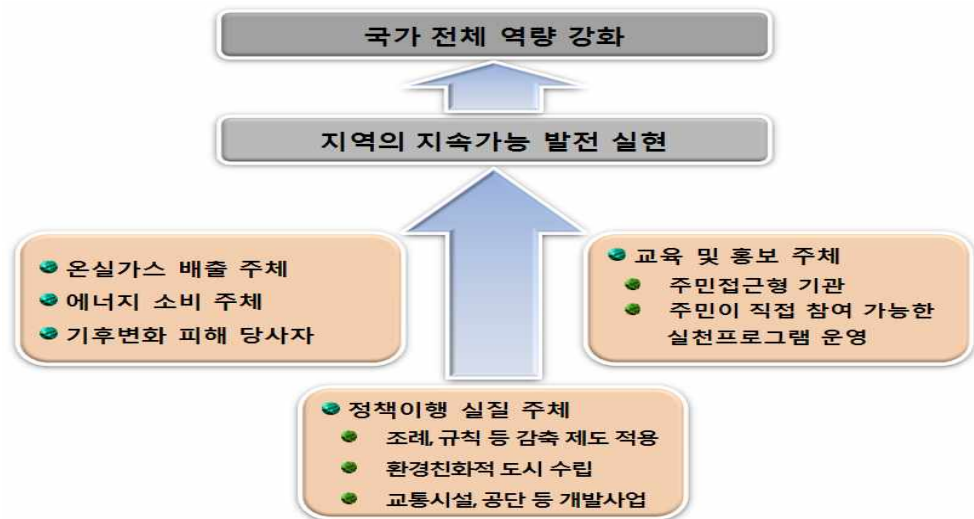 국가 전체 역량 강화
지역의 지속가능 발전 실현
온실가스 배출 주체
에너지 소비 주체
기후변화 피해 당사자
교육 및 홍보 주체
주민접근형 기관
주민이 직접 참여 가능한
실천프로그램 운영
정책이행 실질 주체
조례, 규칙 등 감축 제도 적용
환경친화적 도시 수립
교통시설, 공단 등 개발사업